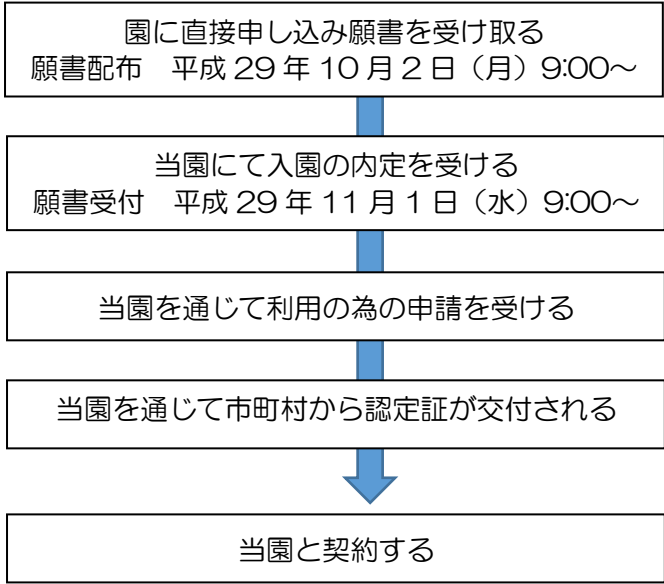 園に直接申し込み願書を受け取る
願書配布　平成 29 年 10 月 2 日（月）9:00～
当園にて入園の内定を受ける
願書受付　平成 29 年 11 月 1 日（水）9:00～
当園を通じて利用の為の申請を受ける
当園を通じて市町村から認定証が交付される
当園と契約する